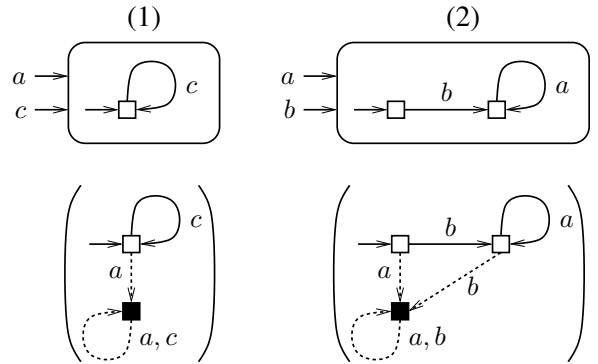 (1) (2)
a c a a
c b b
c b a
a a b
a, c a, b